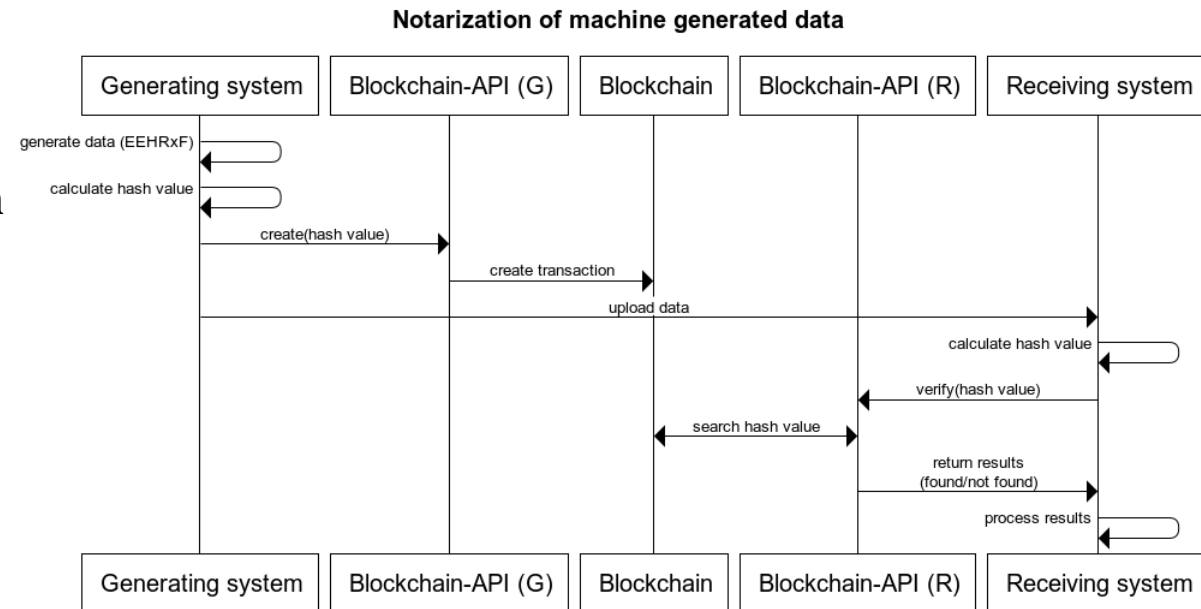 Notarization of machine generated data
Generating system
Blockchain-API (G)
Blockchain
Blockchain-API (R)
Receiving system
generate data (EEHRxF)
calculate hash value
create(hash value)
create transaction
upload data
calculate hash value
verify(hash value)
search hash value
return results
(found/not found)
process results
Generating system
Blockchain-API (G)
Blockchain
Blockchain-API (R)
Receiving system